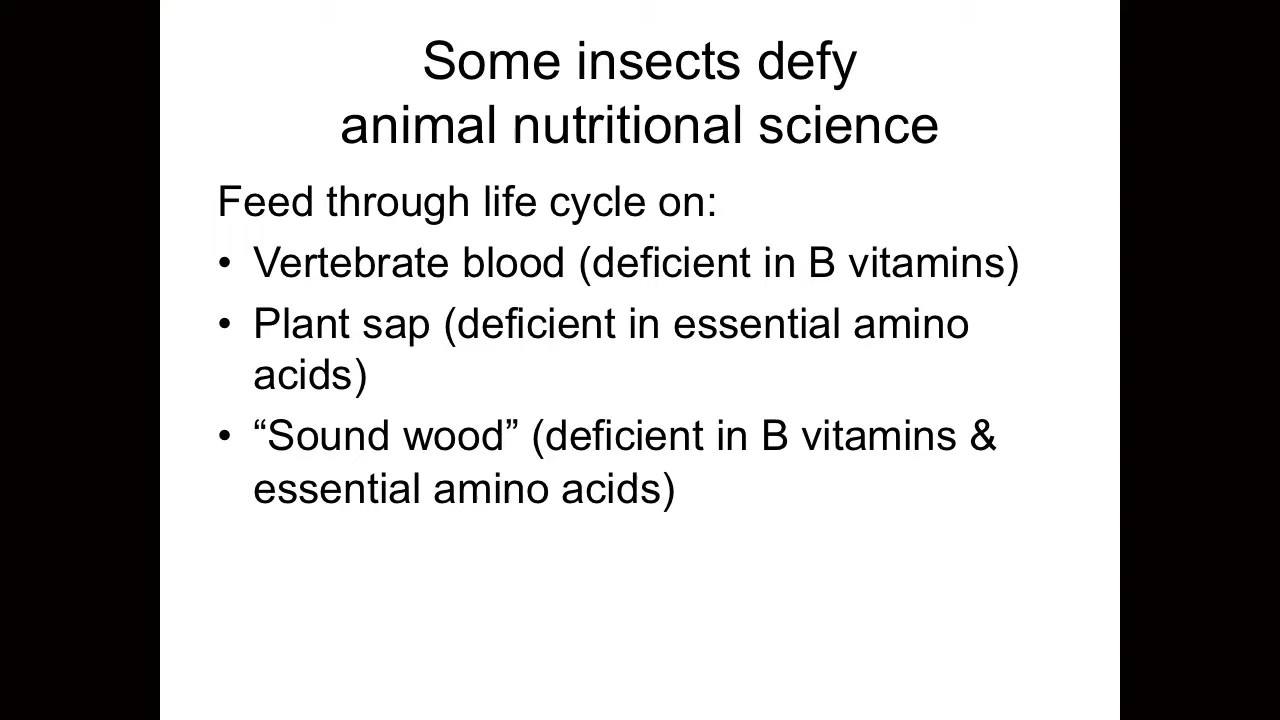 Some insects defy
animal nutritional science
Feed through life cycle on:
• Vertebrate blood (deficient in B vitamins)
• Plant sap (deficient in essential amino
acids)
• “Sound wood” (deficient in B vitamins &
essential amino acids)